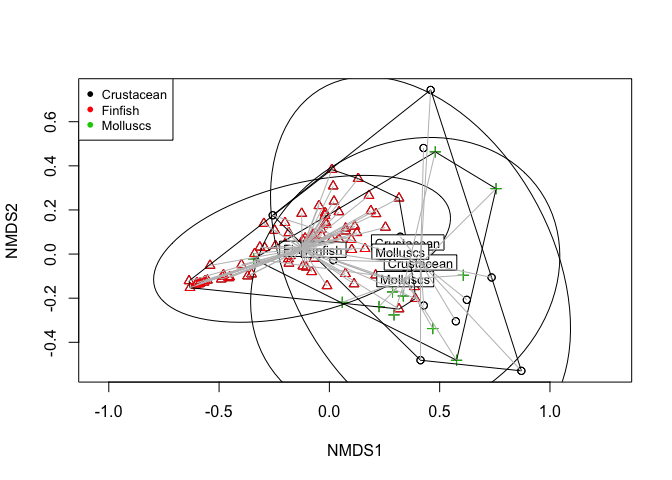 Crustacean
Finfish
Molluscs
0.6
0.4
0.2
0.0
-0.2
-0.4
NMDS2
Crustacean
Finfish
Molluscs
Crustacean
Molluscs
-1.0 -0.5 0.0 0.5 1.0
NMDS1